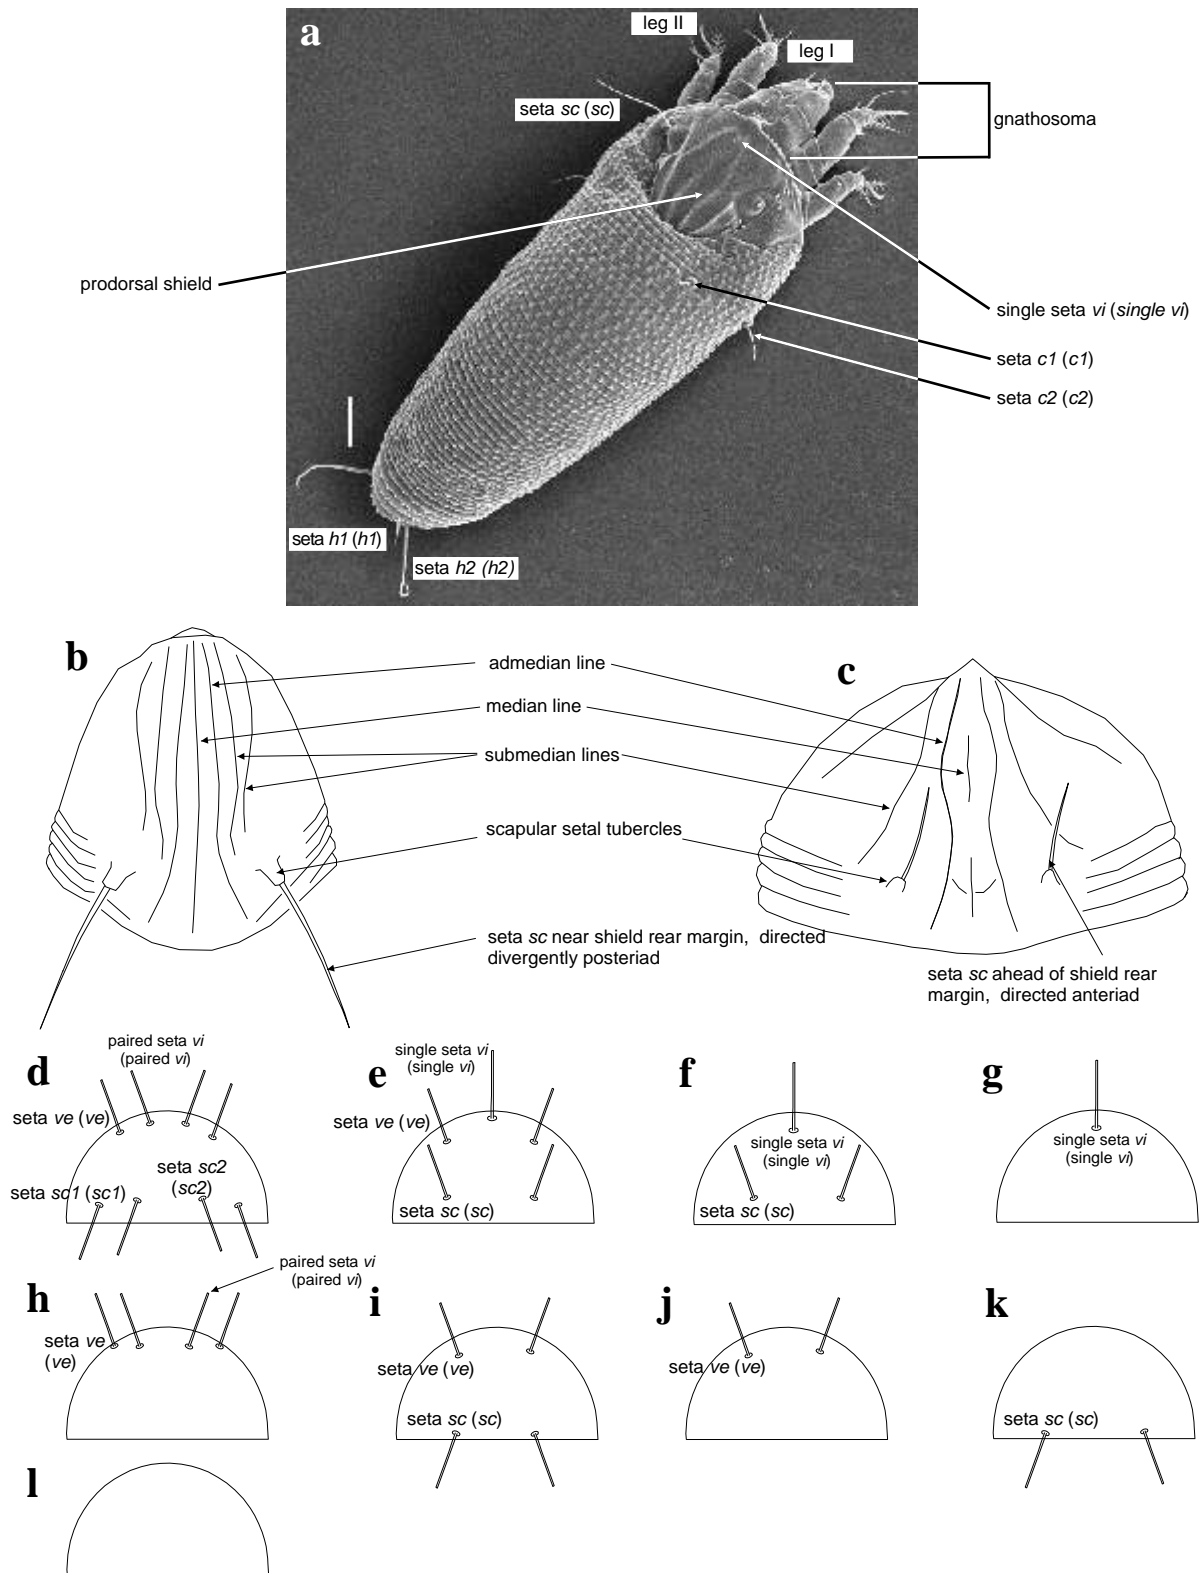 a
leg II
leg I
seta sc (sc)
gnathosoma
prodorsal shield
single seta vi (single vi)
seta c1 (c1)
seta c2 (c2)
seta h1 (h1)
seta h2 (h2)
b
c
admedian line
median line
submedian lines
scapular setal tubercles
seta sc near shield rear margin, directed
divergently posteriad
seta sc ahead of shield rear
margin, directed anteriad
d
paired seta vi
(paired vi)
seta ve (ve)
seta sc2
(sc2)
seta sc1 (sc1)
e
single seta vi
(single vi)
seta ve (ve)
seta sc (sc)
f
single seta vi
(single vi)
seta sc (sc)
g
single seta vi
(single vi)
h
paired seta vi
(paired vi)
seta ve
(ve)
i
seta ve (ve)
seta sc (sc)
j
seta ve (ve)
k
seta sc (sc)
l